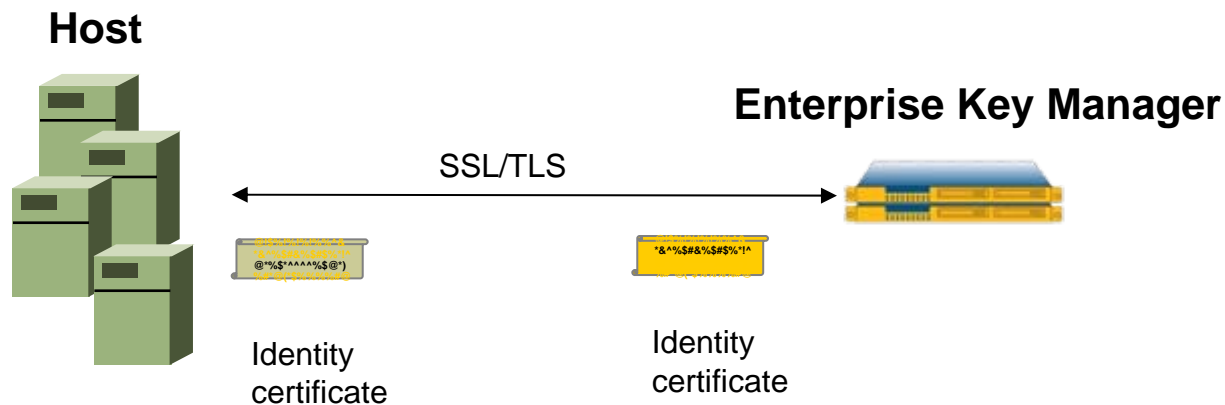 Host
Enterprise Key Manager
SSL/TLS
@*%$*^^^^%$@*)
*&^%$#&%$#$%*!^
Identity
certificate
Identity
certificate